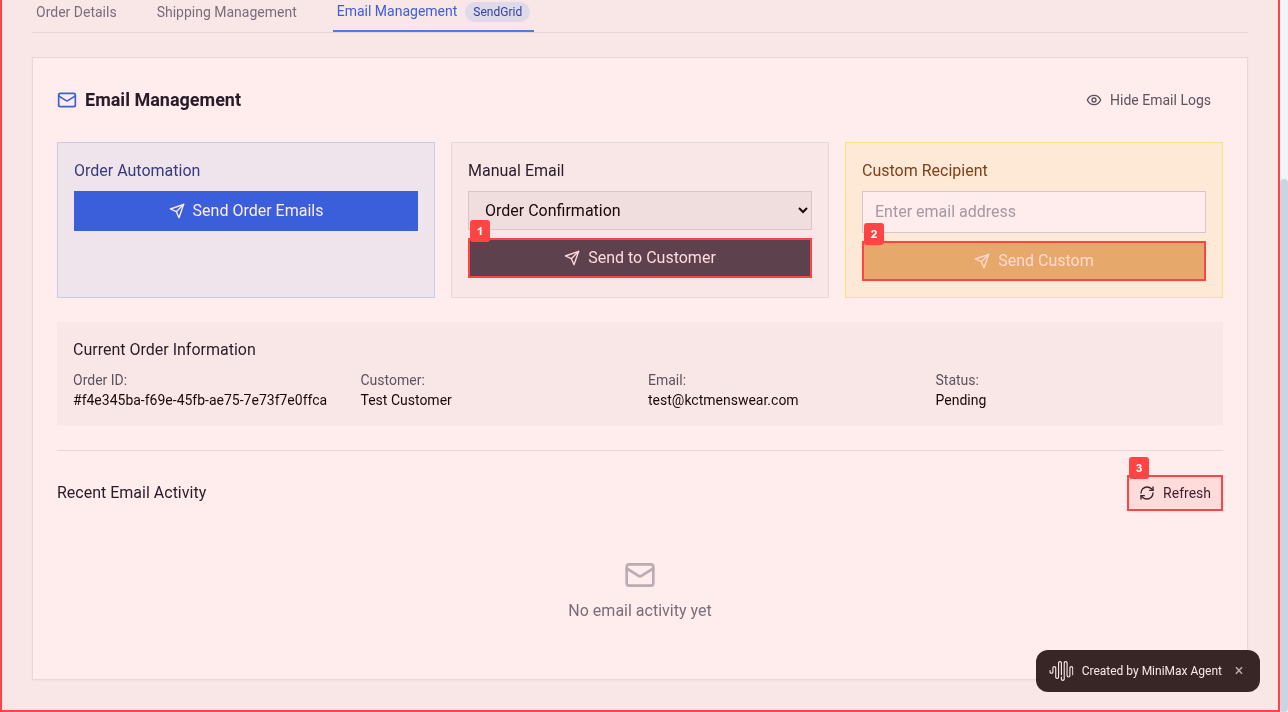 Order Details
Shipping Management
Email Management
SendGrid
Email Management
Hide Email Logs
Order Automation
Send Order Emails
Manual Email
Order Confirmation
1
Send to Customer
Custom Recipient
Enter email address
2
Send Custom
Current Order Information
Order ID:
#f4e345ba-f69e-45fb-ae75-7e73f7e0ffca
Customer:
Test Customer
Email:
test@kctmenswear.com
Status:
Pending
Recent Email Activity
3
Refresh
No email activity yet
Created by MiniMax Agent ×